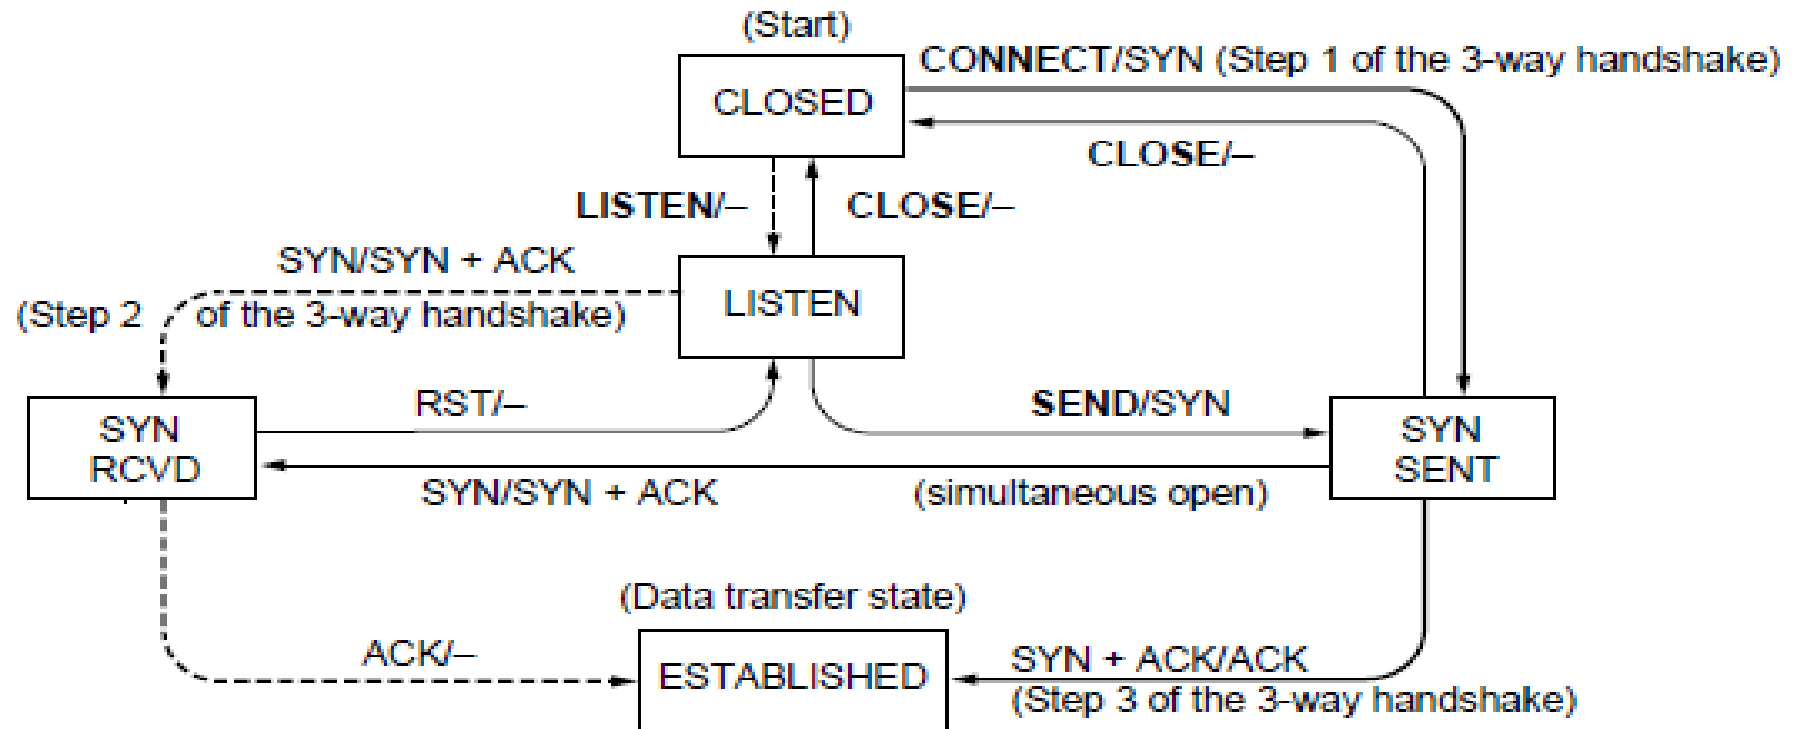 (Start)
CONNECT/SYN (Step 1 of the 3-way handshake)
CLOSED
CLOSE/–
LISTEN/–
CLOSE/–
SYN/SYN + ACK
LISTEN
(Step 2 of the 3-way handshake)
RST/–
SEND/SYN
SYN
RCVD
SYN
SENT
SYN/SYN + ACK
(simultaneous open)
(Data transfer state)
ACK/–
ESTABLISHED
SYN + ACK/ACK
(Step 3 of the 3-way handshake)